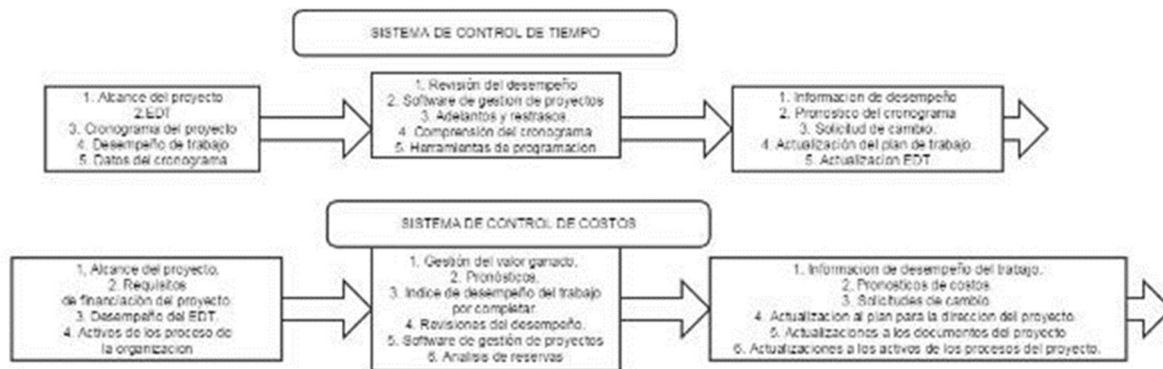 SISTEMA DE CONTROL DE TIEMPO
1. Alcance del proyecto
2.EDT
3. Cronograma del proyecto
4. Desempeño de trabajo
5. Datos del cronograma
1. Revisión del desempeño
2. Software de gestion de proyectos
3. Adelantos y restrasos.
4. Comprensión del cronograma
5. Herramientas de programacion
1. Informacion de desempeño
2. Pronostico del cronograma
3. Solicitud de cambio.
4. Actualización del plan de trabajo.
5. Actualizacion EDT
SISTEMA DE CONTROL DE COSTOS
1, Alcance del proyecto.
2. Requisitos
de financiación del proyecto
3. Desempeño del EDT.
4. Activos de los proceso de
la organizacion
1. Gestión del valor ganado.
2. Pronósticos.
3. Indice de desempeño del trabajo
por completar
4. Revisiones del desempeño.
5. Software de gestión de proyectos
6. Analisis de reservas
1. Informacion de desempeño del trabajo.
2. Pronosticos de costos
3. Solicitudes de cambio
4. Actualizacion al plan para la direccion del proyecto.
5. Actualizaciones a los documentos del proyecto
6. Actualizaciones a los activos de los procesos del proyecto.